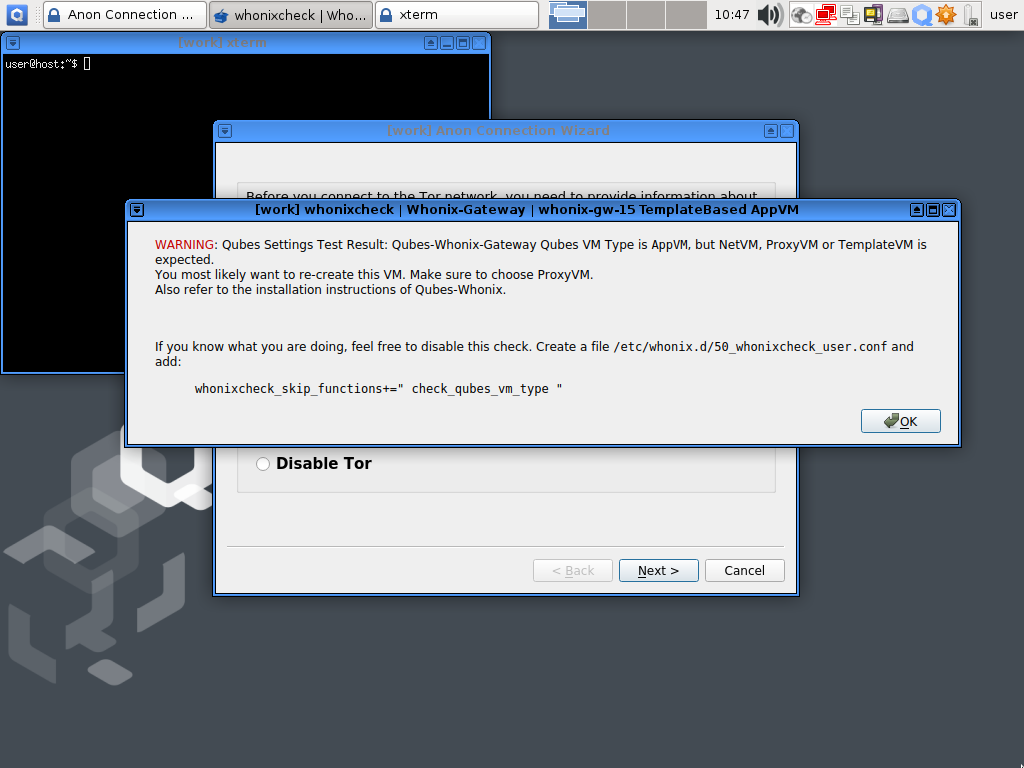 Anon Connection ...
whonixcheck | Who...
xterm
10:47
user
[work] xterm
user@host:~$
[work] Anon Connection Wizard
Before you connect to the Tor network, you need to provide information about
[work] whonixcheck | Whonix-Gateway | whonix-gw-15 TemplateBased AppVM
WARNING: Qubes Settings Test Result: Qubes-Whonix-Gateway Qubes VM Type is AppVM, but NetVM, ProxyVM or TemplateVM is
expected.
You most likely want to re-create this VM. Make sure to choose ProxyVM.
Also refer to the installation instructions of Qubes-Whonix.
If you know what you are doing, feel free to disable this check. Create a file /etc/whonix.d/50_whonixcheck_user.conf and
add:
whonixcheck_skip_functions+=" check_qubes_vm_type "
OK
Disable Tor
< Back
Next >
Cancel